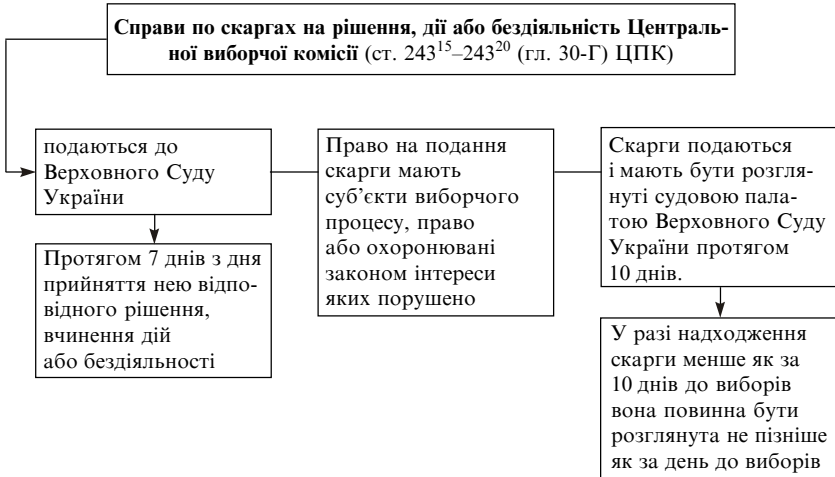 Справи по скаргах на рішення, дії або бездіяльність Централь-
ної виборчої комісії (ст. 243¹⁵–243²⁰ (гл. 30-Г) ЦПК)
подаються до
Верховного Суду
України
Протягом 7 днів з дня
прийняття нею відпо-
відного рішення,
вчинення дій
або бездіяльності
Право на подання
скарги мають
суб’єкти виборчого
процесу, право
або охоронювані
законом інтереси
яких порушено
Скарги подаються
і мають бути розгля-
нуті судовою пала-
тою Верховного Суду
України протягом
10 днів.
У разі надходження
скарги менше як за
10 днів до виборів
вона повинна бути
розглянута не пізніше
як за день до виборів